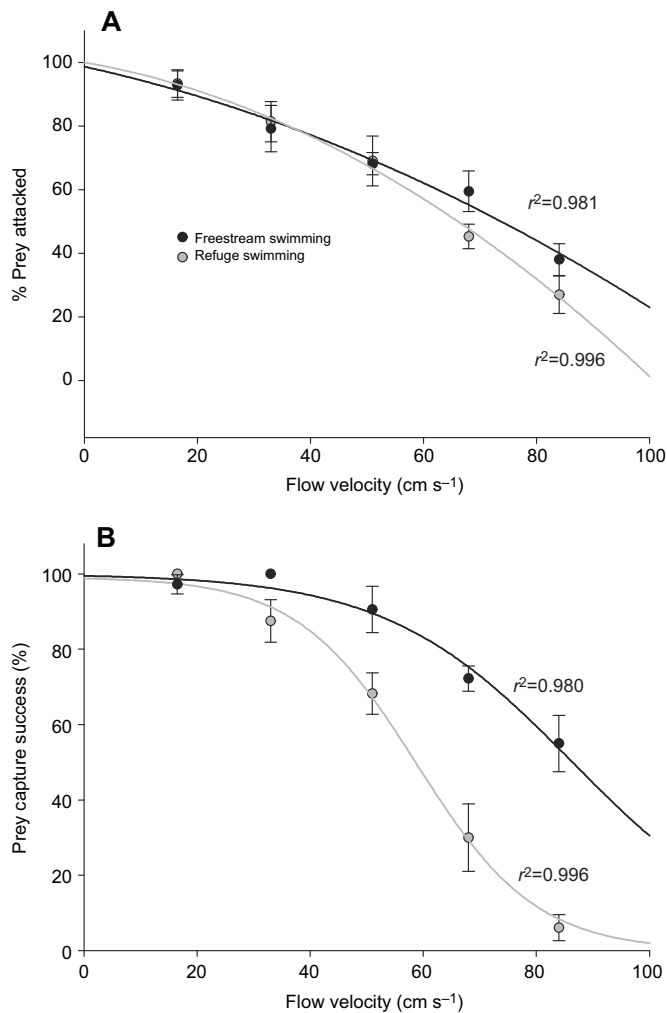 A
100
80
60
40
20
0
% Prey attacked
Freestream swimming
Refuge swimming
r²=0.981
r²=0.996
0 20 40 60 80 100
Flow velocity (cm s⁻¹)
B
100
80
60
40
20
0
Prey capture success (%)
r²=0.980
r²=0.996
0 20 40 60 80 100
Flow velocity (cm s⁻¹)